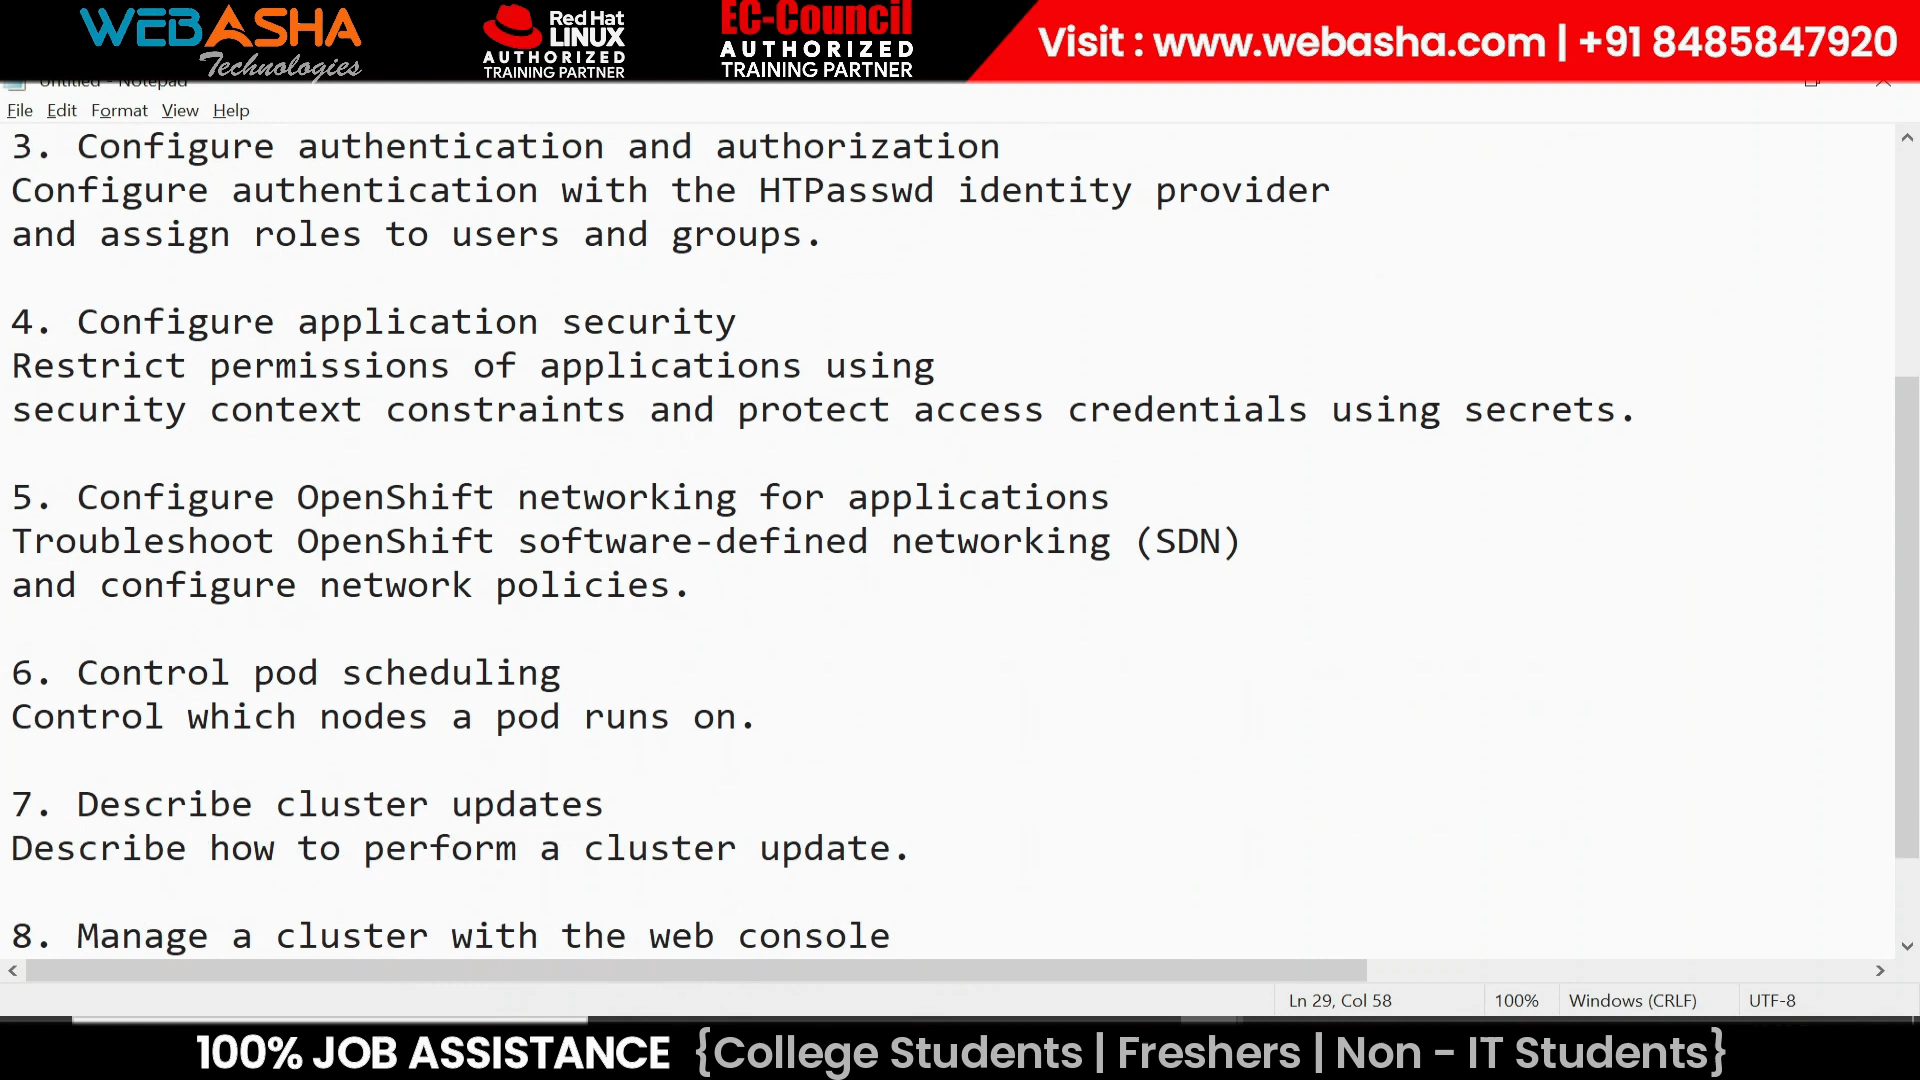 WEBASHA
Technologies
Red Hat
LINUX
AUTHORIZED
TRAINING PARTNER
EC-Council
AUTHORIZED
TRAINING PARTNER
Visit : www.webasha.com | +91 8485847920
Untitled - Notepad
File Edit Format View Help
3. Configure authentication and authorization
Configure authentication with the HTPasswd identity provider
and assign roles to users and groups.
4. Configure application security
Restrict permissions of applications using
security context constraints and protect access credentials using secrets.
5. Configure OpenShift networking for applications
Troubleshoot OpenShift software-defined networking (SDN)
and configure network policies.
6. Control pod scheduling
Control which nodes a pod runs on.
7. Describe cluster updates
Describe how to perform a cluster update.
8. Manage a cluster with the web console
Ln 29, Col 58 100% Windows (CRLF) UTF-8
100% JOB ASSISTANCE {College Students | Freshers | Non - IT Students}